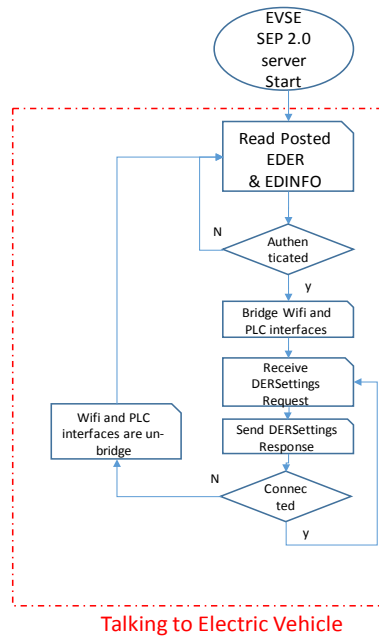 EVSE
SEP 2.0
server
Start
Read Posted
EDER
& EDINFO
N
Authen
ticated
y
Bridge Wifi and
PLC interfaces
Receive
DERSettings
Request
Wifi and PLC
interfaces are un-
bridge
Send DERSettings
Response
N
Connec
ted
y
Talking to Electric Vehicle